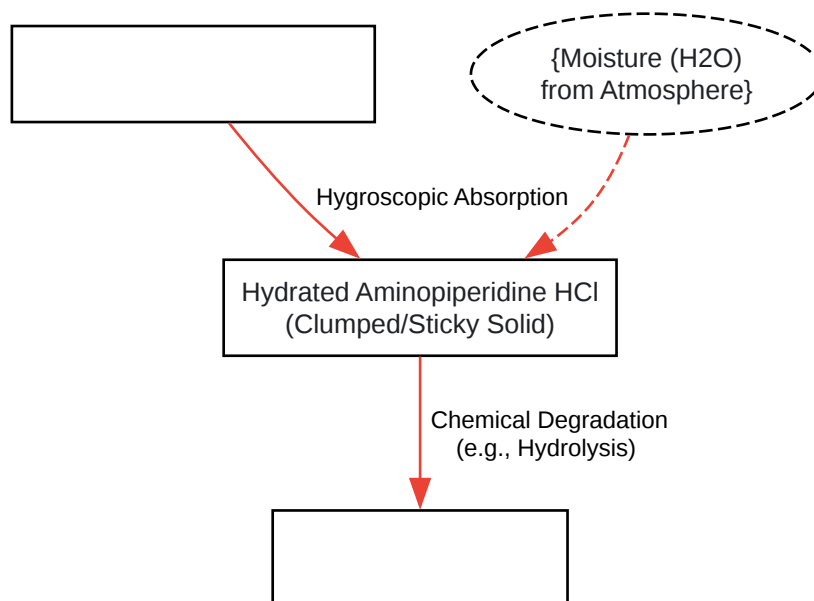 {Moisture (H2O)
from Atmosphere}
Hygroscopic Absorption
Hydrated Aminopiperidine HCl
(Clumped/Sticky Solid)
Chemical Degradation
(e.g., Hydrolysis)